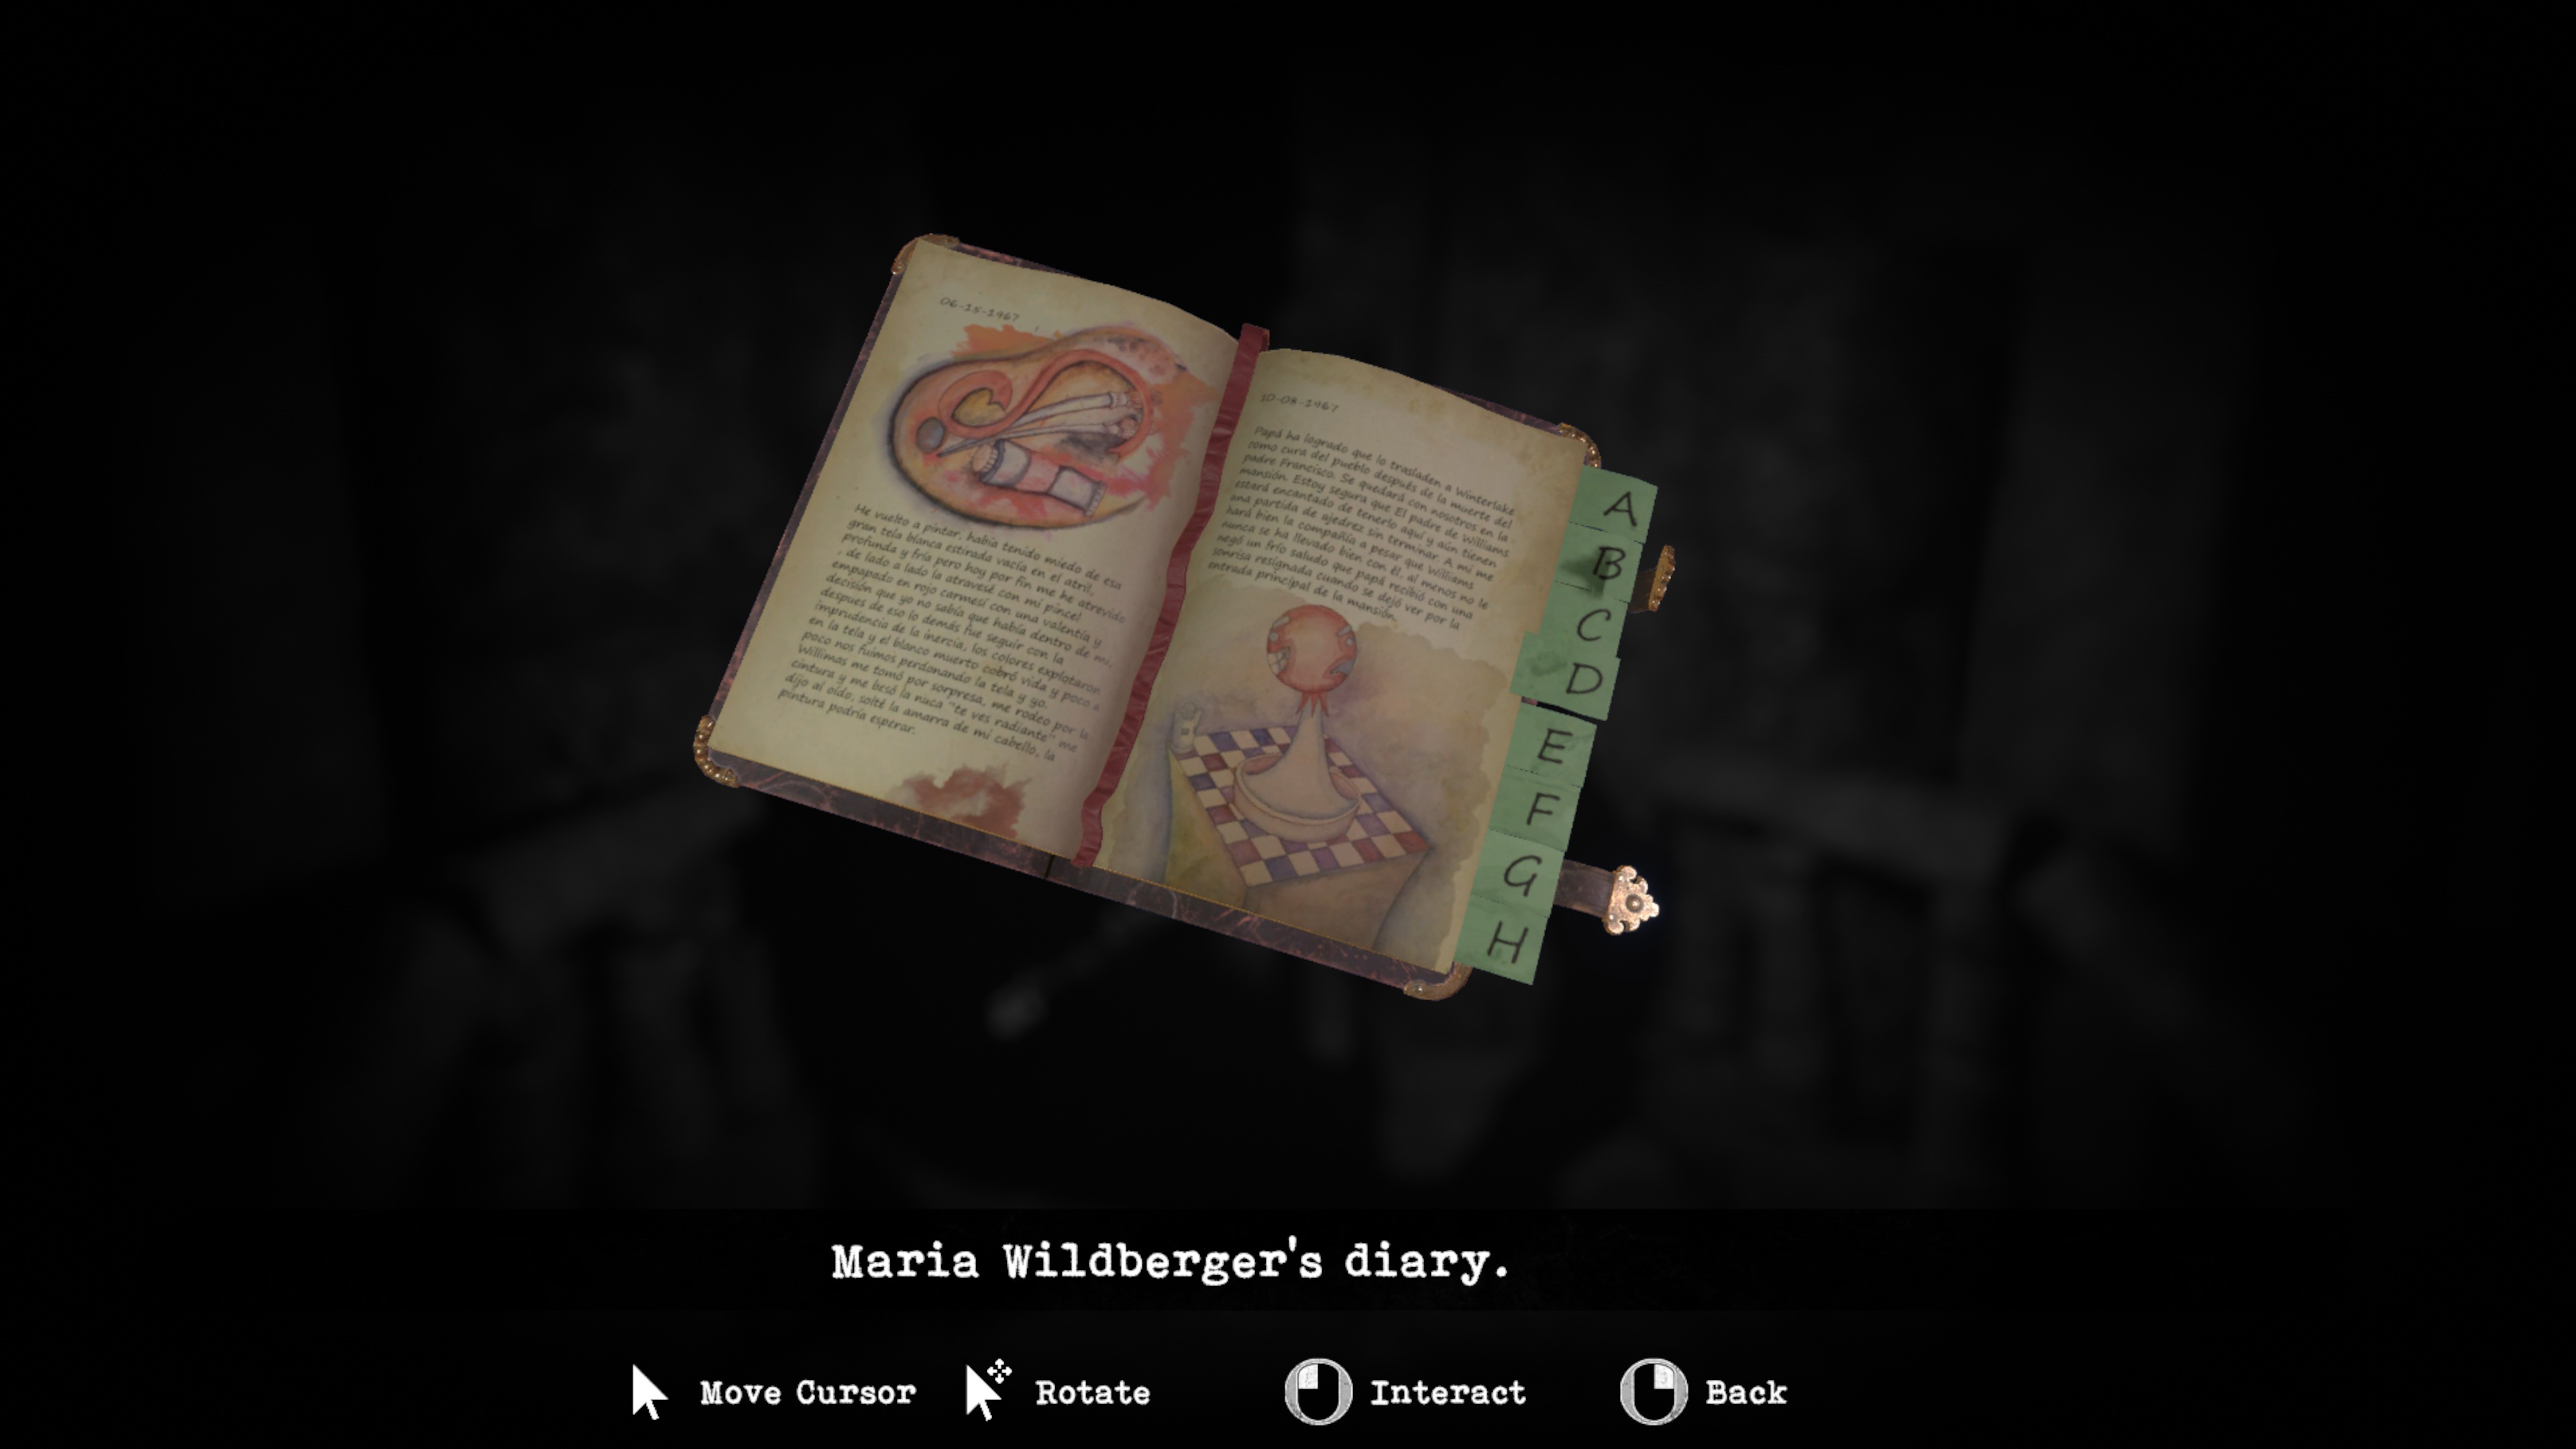 06-15-1967
He vuelto a pintar, había tenido miedo de esa
gran tela blanca estirada vacía en el atril,
profunda y fría pero hoy por fin me he atrevido
, de lado a lado la atravesé con mi pincel
empapado en rojo carmesí con una valentía y
decisión que yo no sabía que había dentro de mi,
despues de eso lo demás fue seguir con la
imprudencia de la inercia, los colores explotaron
en la tela y el blanco muerto cobró vida y poco a
poco nos fuimos perdonando la tela y yo.
Willimas me tomó por sorpresa, me rodeo por la
cintura y me besó la nuca "te ves radiante" me
dijo al oído, solté la amarra de mi cabello, la
pintura podría esperar.
10-08-1967
Papá ha logrado que lo trasladen a Winterlake
como cura del pueblo después de la muerte del
padre Francisco. Se quedará con nosotros en la
mansión. Estoy segura que El padre de Williams
estará encantado de tenerlo aquí y aún tienen
una partida de ajedrez sin terminar. A mí me
hará bien la compañía a pesar que Williams
nunca se ha llevado bien con él, al menos no le
negó un frío saludo que papá recibió con una
sonrisa resignada cuando se dejó ver por la
entrada principal de la mansión.
A
B
C
D
E
F
G
H
Maria Wildberger's diary.
Move Cursor Rotate Interact Back